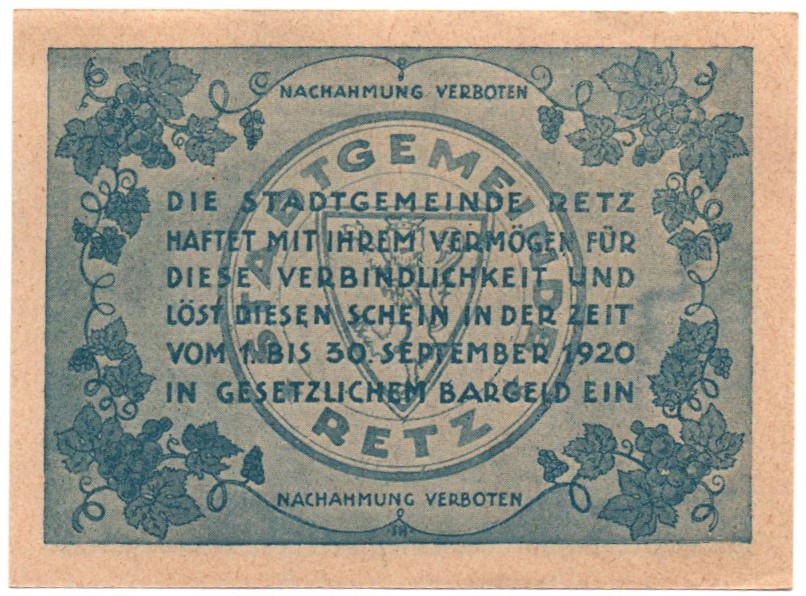 NACHAHMUNG VERBOTEN
STADTGEMEINDE
DIE STADTGEMEINDE RETZ
HAFTET MIT IHREM VERMÖGEN FÜR
DIESE VERBINDLICHKEIT UND
LÖST DIESEN SCHEIN IN DER ZEIT
VOM 1. BIS 30. SEPTEMBER 1920
IN GESETZLICHEM BARGELD EIN
RETZ
NACHAHMUNG VERBOTEN